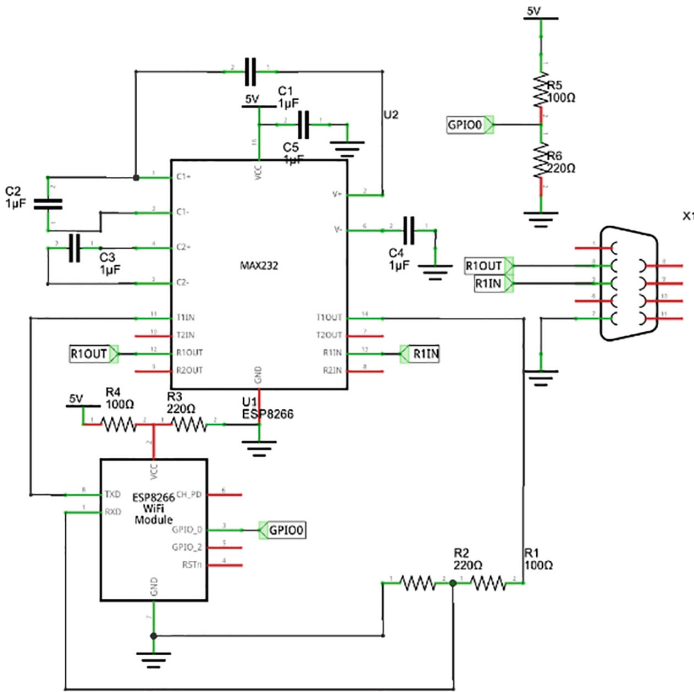 5V
R5
100Ω
GPIO0
R6
220Ω
C1
1µF
5V
U2
C5
1µF
C2
1µF
C1+
VCC
V+
C1-
C3
1µF
C2+
V-
C4
1µF
C2-
MAX232
X1
R1OUT
R1IN
T1IN
T1OUT
T2IN
T2OUT
R1OUT
R1OUT
R1IN
R1IN
R2OUT
R2IN
GND
5V
R4
100Ω
R3
220Ω
U1
ESP8266
VCC
TXD
ESP8266
WiFi
Module
CH_PD
RXD
GPIO_0
GPIO0
GPIO_2
RSTn
GND
R2
220Ω
R1
100Ω